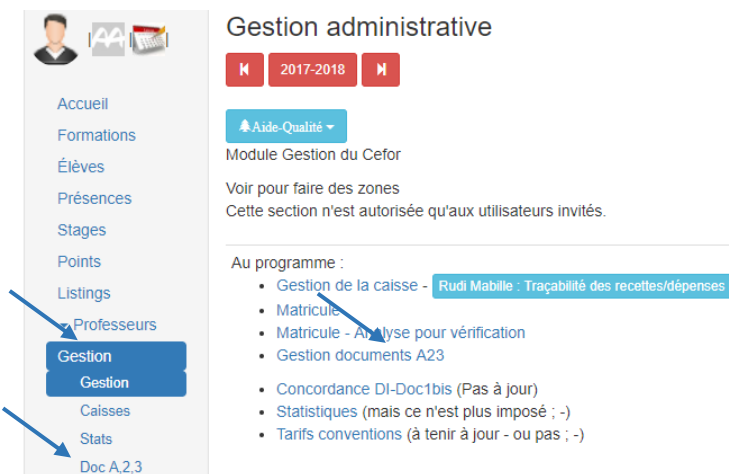 AA
Gestion administrative
2017-2018
Accueil
Formations
Élèves
Présences
Stages
Points
Listings
Professeurs
Gestion
Gestion
Caisses
Stats
Doc A,2,3
Aide-Qualité
Module Gestion du Cefor
Voir pour faire des zones
Cette section n'est autorisée qu'aux utilisateurs invités.
Au programme :
Gestion de la caisse - Rudi Mabille : Traçabilité des recettes/dépenses
Matricule
Matricule - Analyse pour vérification
Gestion documents A23
Concordance DI-Doc1bis (Pas à jour)
Statistiques (mais ce n'est plus imposé ; -)
Tarifs conventions (à tenir à jour - ou pas ; -)